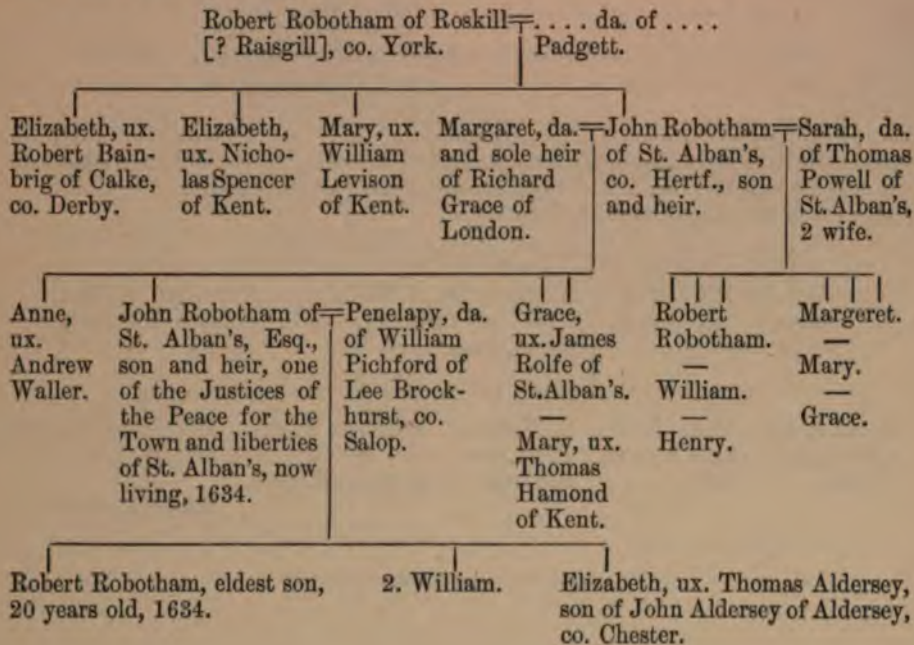 Robert Robotham of Roskill=. . . . da. of . . . .
[? Raisgill], co. York. Padgett.
Elizabeth, ux.
Robert Bain-
brig of Calke,
co. Derby.
Elizabeth,
ux. Nicho-
las Spencer
of Kent.
Mary, ux.
William
Levison
of Kent.
Margaret, da.
and sole heir
of Richard
Grace of
London.
=John Robotham=
of St. Alban's,
co. Hertf., son
and heir.
Sarah, da.
of Thomas
Powell of
St. Alban's,
2 wife.
Anne,
ux.
Andrew
Waller.
John Robotham of=
St. Alban's, Esq.,
son and heir, one
of the Justices of
the Peace for the
Town and liberties
of St. Alban's, now
living, 1634.
Penelapy, da.
of William
Pichford of
Lee Brock-
hurst, co.
Salop.
Grace,
ux. James
Rolfe of
St. Alban's.
—
Mary, ux.
Thomas
Hamond
of Kent.
Robert
Robotham.
—
William.
—
Henry.
Margeret.
—
Mary.
—
Grace.
Robert Robotham, eldest son,
20 years old, 1634.
2. William.
Elizabeth, ux. Thomas Aldersey,
son of John Aldersey of Aldersey,
co. Chester.